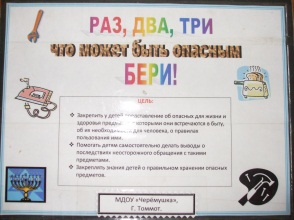 РАЗ, ДВА, ТРИ
что может быть опасным
БЕРИ!
ЦЕЛЬ:
Закрепить у детей представление об опасных для жизни и
здоровья предметах, с которыми они встречаются в быту,
об их необходимости для человека, о правилах
пользования ими.
Помогать детям самостоятельно делать выводы о
последствиях неосторожного обращения с такими
предметами.
Закреплять знания детей о правильном хранении опасных
предметов.
МДОУ «Черёмушка»,
Г. Томмот.